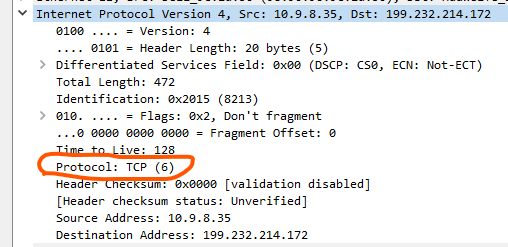 Internet Protocol Version 4, Src: 10.9.8.35, Dst: 199.232.214.172
0100 .... = Version: 4
.... 0101 = Header Length: 20 bytes (5)
Differentiated Services Field: 0x00 (DSCP: CS0, ECN: Not-ECT)
Total Length: 472
Identification: 0x2015 (8213)
010. .... = Flags: 0x2, Don't fragment
...0 0000 0000 0000 = Fragment Offset: 0
Time to Live: 128
Protocol: TCP (6)
Header Checksum: 0x0000 [validation disabled]
[Header checksum status: Unverified]
Source Address: 10.9.8.35
Destination Address: 199.232.214.172